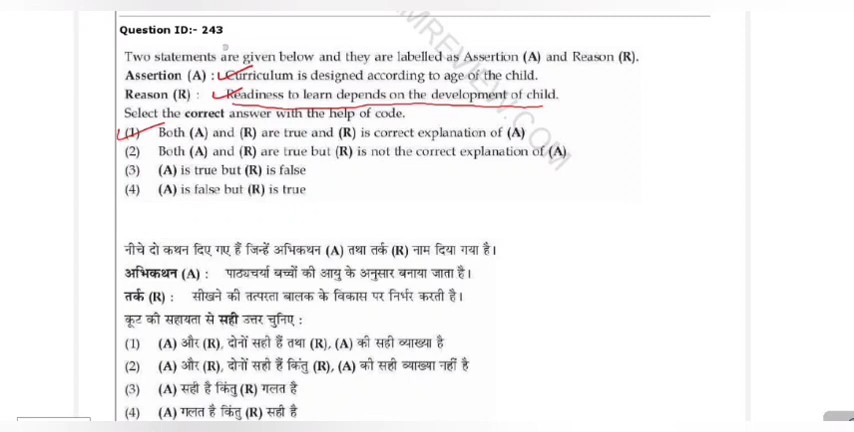 Question ID:- 243
Two statements are given below and they are labelled as Assertion (A) and Reason (R).
Assertion (A) : Curriculum is designed according to age of the child.
Reason (R) : Readiness to learn depends on the development of child.
Select the correct answer with the help of code.
(1) Both (A) and (R) are true and (R) is correct explanation of (A)
(2) Both (A) and (R) are true but (R) is not the correct explanation of (A)
(3) (A) is true but (R) is false
(4) (A) is false but (R) is true
नीचे दो कथन दिए गए हैं जिन्हें अभिकथन (A) तथा तर्क (R) नाम दिया गया है।
अभिकथन (A) : पाठ्यचर्या बच्चों की आयु के अनुसार बनाया जाता है।
तर्क (R) : सीखने की तत्परता बालक के विकास पर निर्भर करती है।
कूट की सहायता से सही उत्तर चुनिए :
(1) (A) और (R), दोनों सही हैं तथा (R), (A) की सही व्याख्या है
(2) (A) और (R), दोनों सही हैं किंतु (R), (A) की सही व्याख्या नहीं है
(3) (A) सही है किंतु (R) गलत है
(4) (A) गलत है किंतु (R) सही है